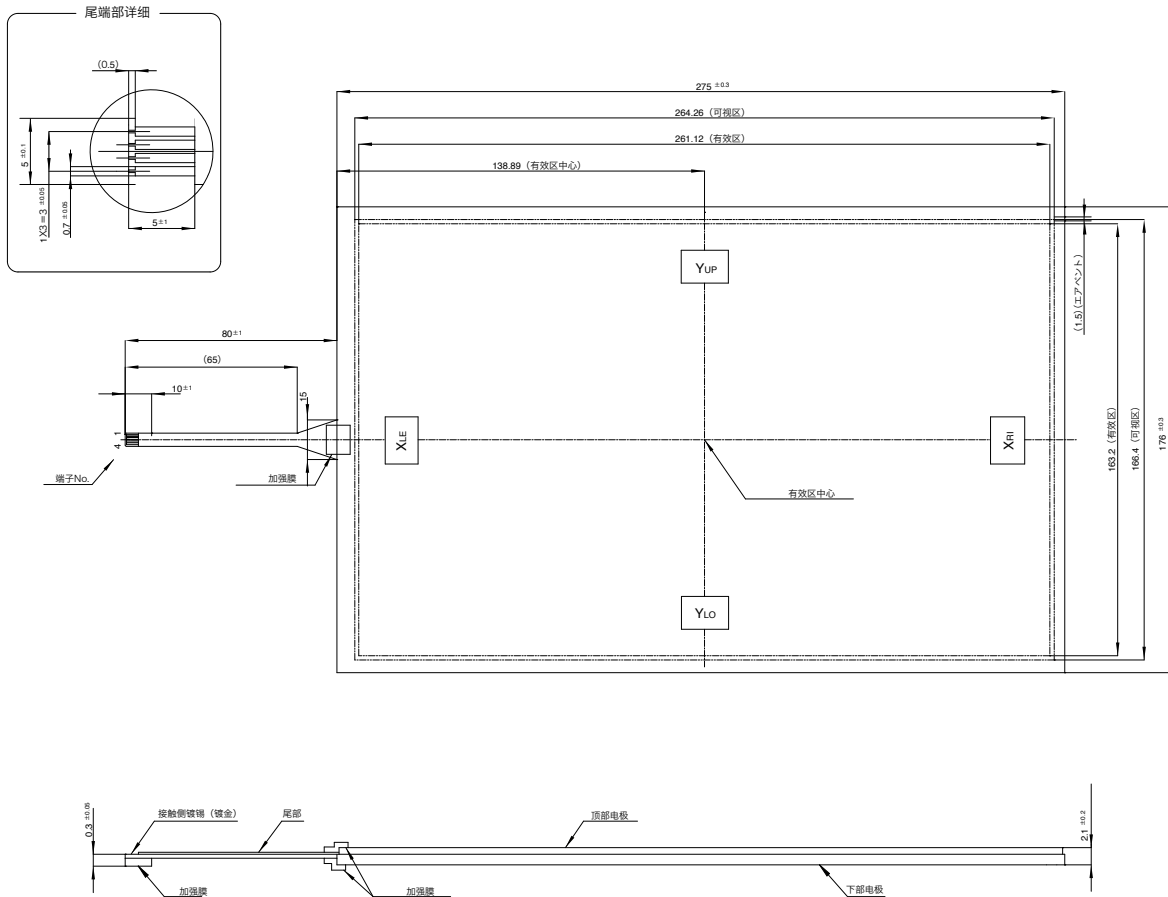 尾端部详细
(0.5)
5 ±0.1
1X3=3 ±0.05
0.7 ±0.05
5±1
275 ±0.3
264.26（可视区）
261.12（有效区）
138.89（有效区中心）
(1.5)(エアベント)
YUP
80±1
(65)
10±1
15
1
4
XLE
XRI
163.2（有效区）
166.4（可视区）
176 ±0.3
端子No.
加强膜
有效区中心
YLO
0.3 ±0.05
接触侧镀锡（镀金）
尾部
顶部电极
2.1 ±0.2
加强膜
加强膜
下部电极